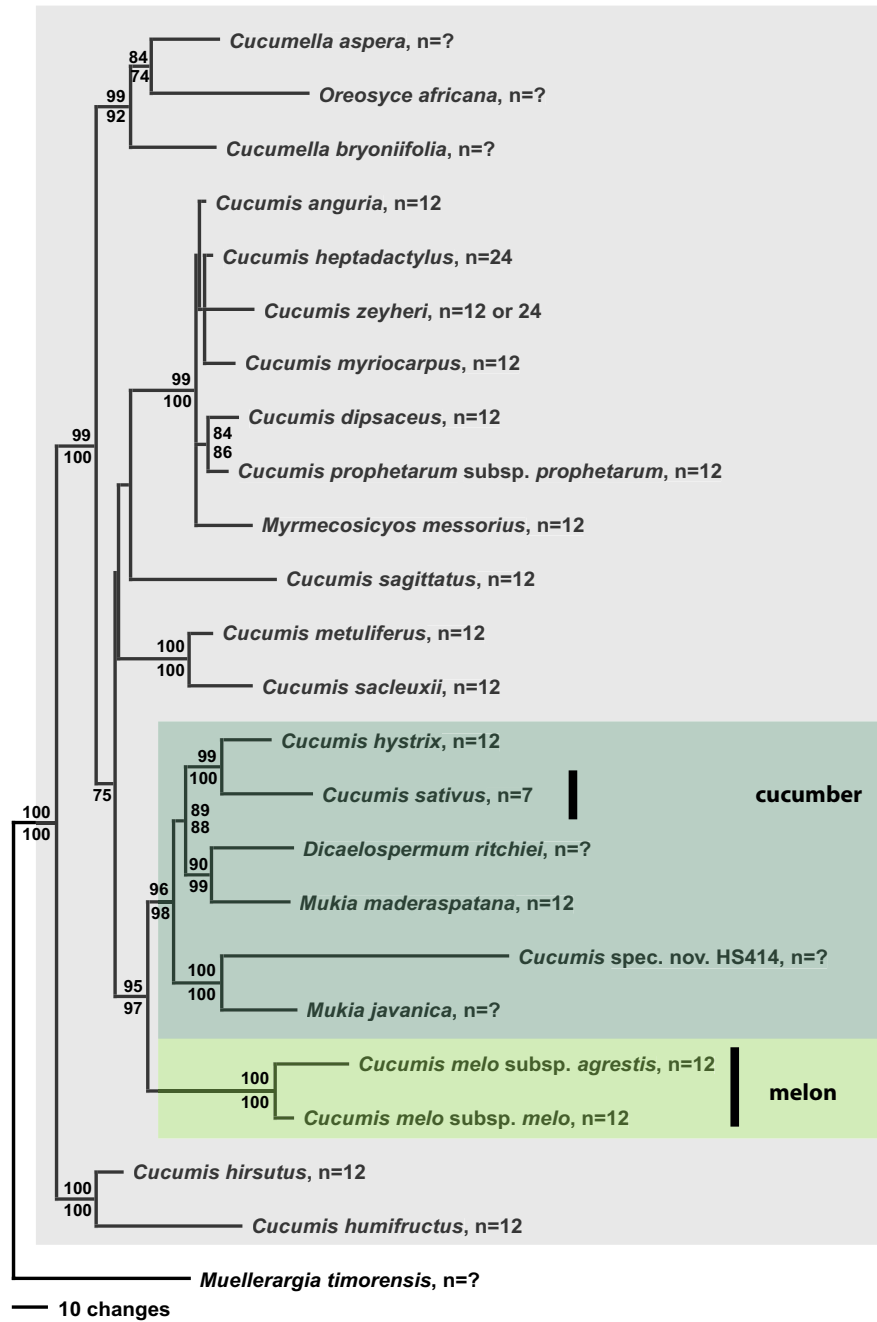 Cucumella aspera, n=?
84
74
Oreosyce africana, n=?
99
92
Cucumella bryoniifolia, n=?
Cucumis anguria, n=12
Cucumis heptadactylus, n=24
Cucumis zeyheri, n=12 or 24
Cucumis myriocarpus, n=12
99
100
Cucumis dipsaceus, n=12
84
86
99
100
Cucumis prophetarum subsp. prophetarum, n=12
Myrmecosicyos messorius, n=12
Cucumis sagittatus, n=12
Cucumis metuliferus, n=12
100
100
Cucumis sacleuxii, n=12
Cucumis hystrix, n=12
99
100
Cucumis sativus, n=7
cucumber
75
89
88
100
100
Dicaelospermum ritchiei, n=?
90
99
Mukia maderaspatana, n=12
96
98
Cucumis spec. nov. HS414, n=?
100
100
95
97
Mukia javanica, n=?
Cucumis melo subsp. agrestis, n=12
100
100
melon
Cucumis melo subsp. melo, n=12
Cucumis hirsutus, n=12
100
100
Cucumis humifructus, n=12
Muellerargia timorensis, n=?
10 changes